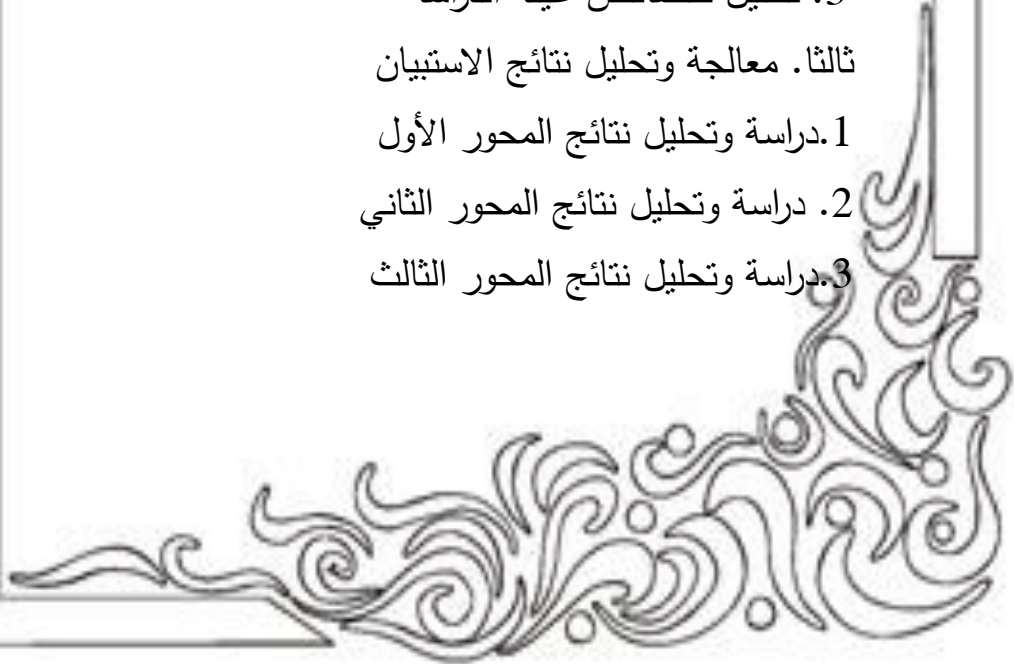 ثالثا. معالجة وتحليل نتائج الاستبيان
1.دراسة وتحليل نتائج المحور الأول
2. دراسة وتحليل نتائج المحور الثاني
3.دراسة وتحليل نتائج المحور الثالث